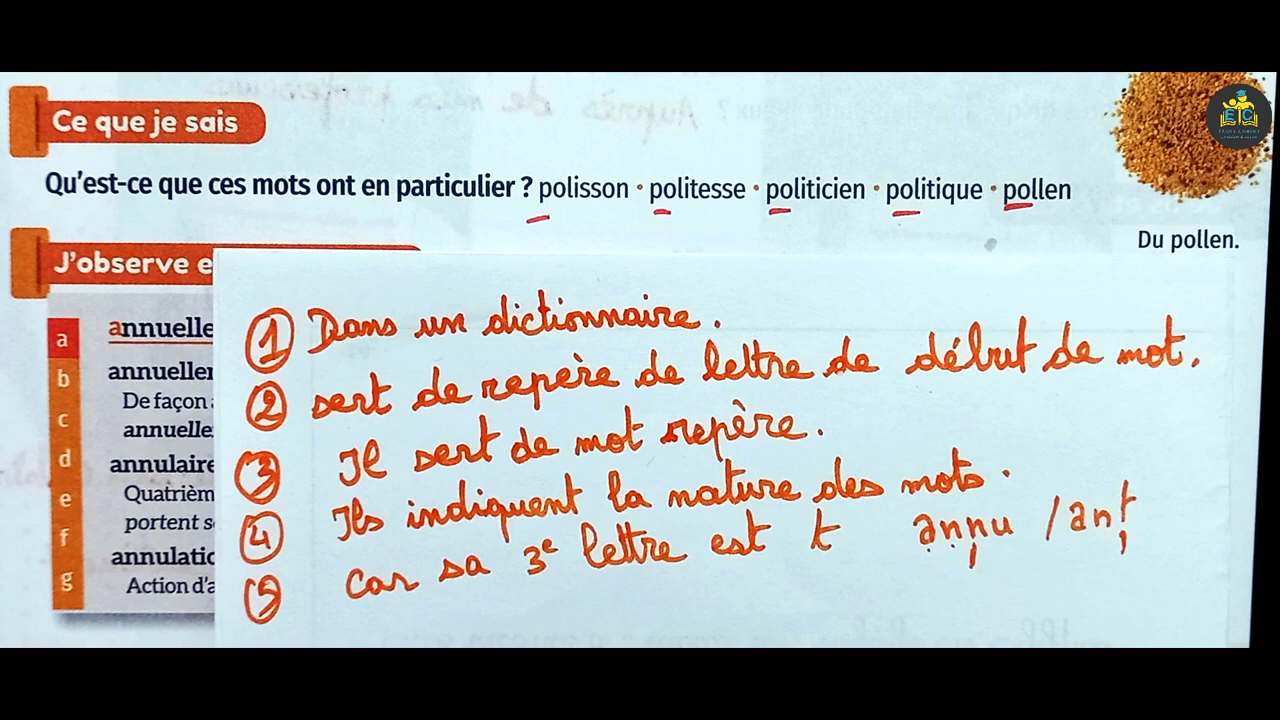 Ce que je sais
Qu'est-ce que ces mots ont en particulier ? polisson · politesse · politicien · politique · pollen
Du pollen.
J'observe e
a annuelle
b annueller
De façon a
c annuelle
d annulaire
e Quatrièm
portent s
f annulatio
g Action d'a
① Dans un dictionnaire.
② sert de repère de lettre de début de mot.
③ Il sert de mot repère.
④ Ils indiquent la nature des mots.
⑤ Car sa 3e lettre est t annu / ant
EC